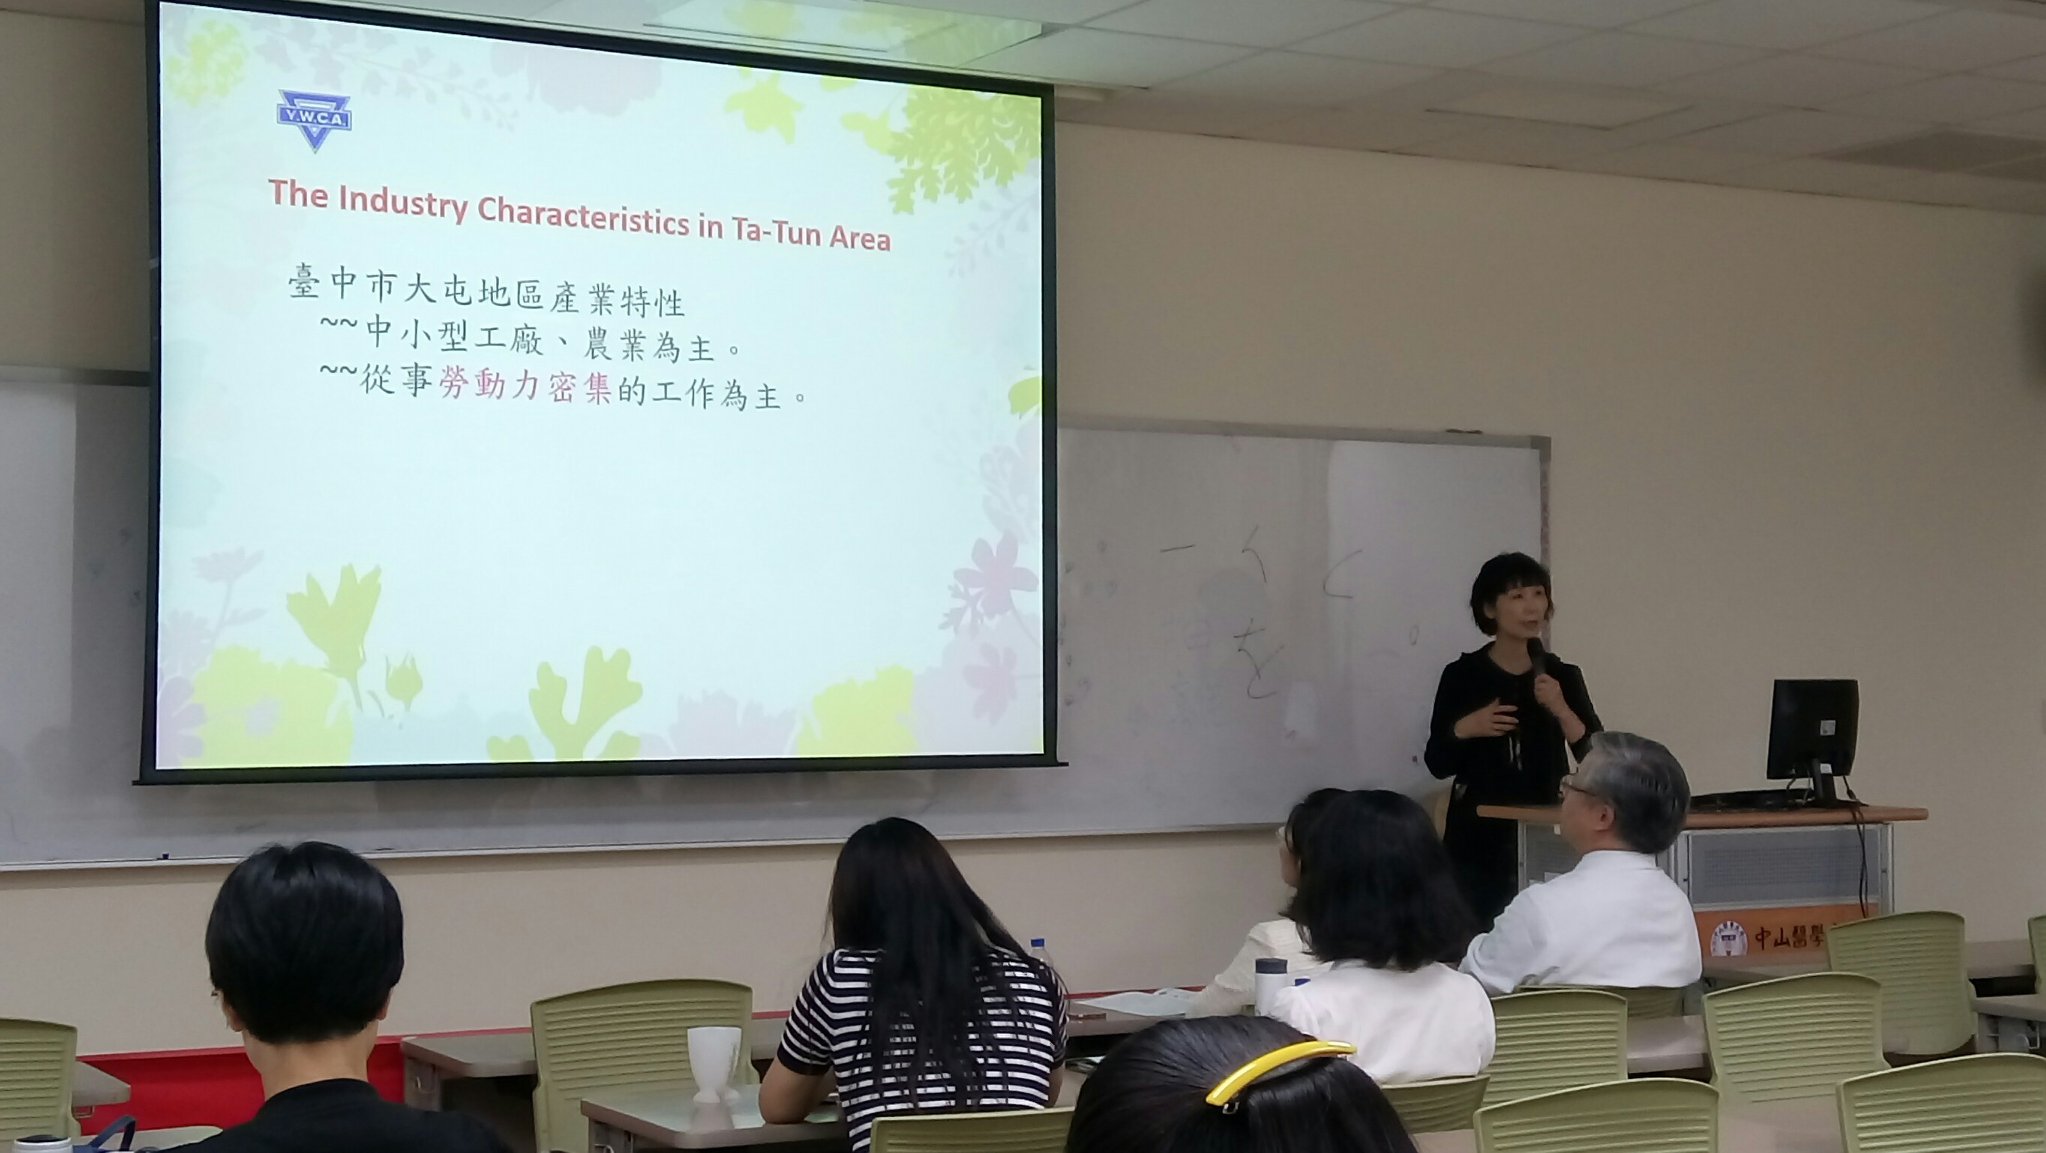 Y.W.C.A.
The Industry Characteristics in Ta-Tun Area
臺中市大屯地區產業特性
~~中小型工廠、農業為主。
~~從事勞動力密集的工作為主。
を
中山醫學